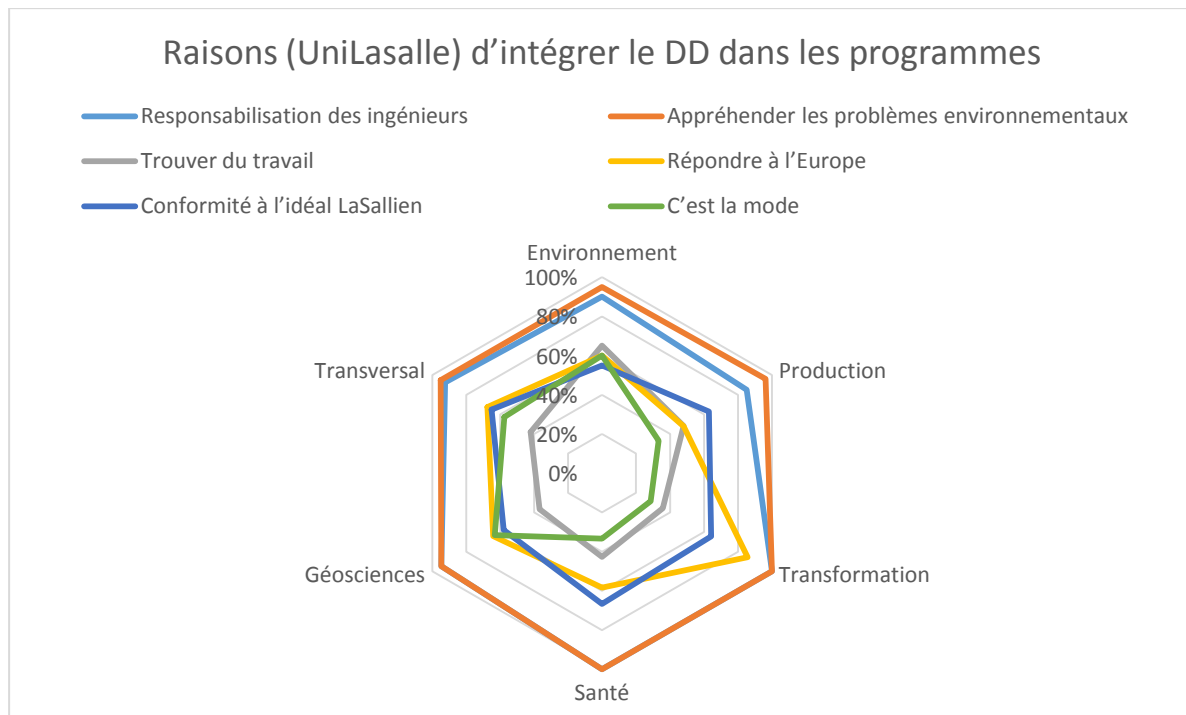 Raisons (UniLasalle) d’intégrer le DD dans les programmes
Responsabilisation des ingénieurs
Appréhender les problèmes environnementaux
Trouver du travail
Répondre à l’Europe
Conformité à l’idéal LaSallien
C’est la mode
Environnement
100%
80%
60%
40%
20%
0%
Transversal
Production
Géosciences
Transformation
Santé